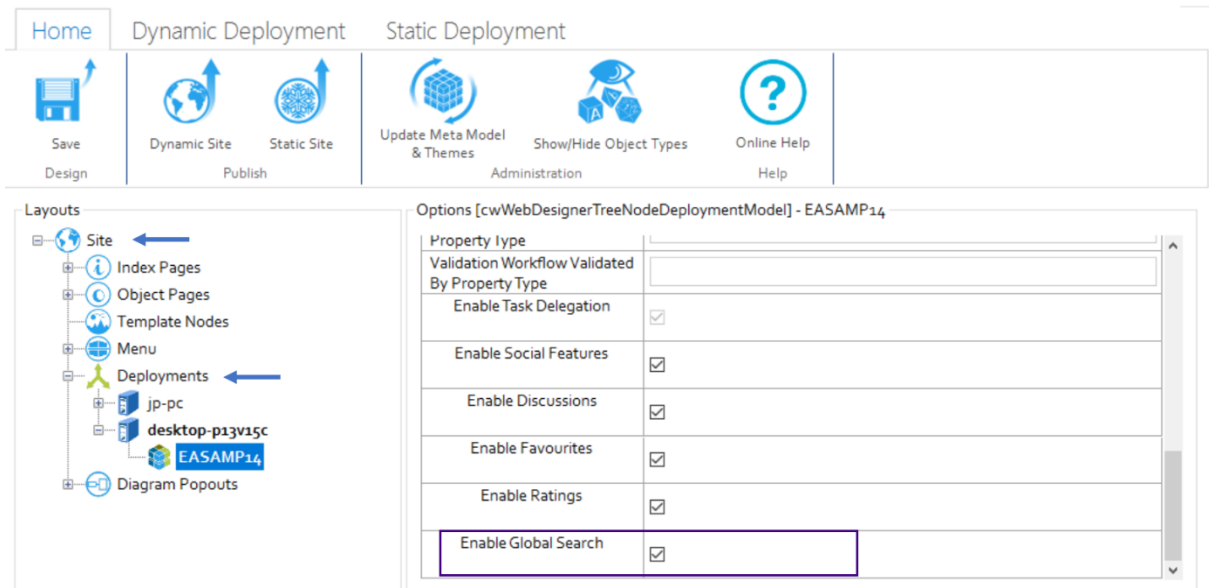 Home Dynamic Deployment Static Deployment
Save Dynamic Site Static Site Update Meta Model
& Themes Show/Hide Object Types Online Help
Design Publish Administration Help
Layouts
Site
Index Pages
Object Pages
Template Nodes
Menu
Deployments
jp-pc
desktop-p13v15c
EASAMP14
Diagram Popouts
Options [cwWebDesignerTreeNodeDeploymentModel] - EASAMP14
Property Type
Validation Workflow Validated
By Property Type
Enable Task Delegation
Enable Social Features
Enable Discussions
Enable Favourites
Enable Ratings
Enable Global Search